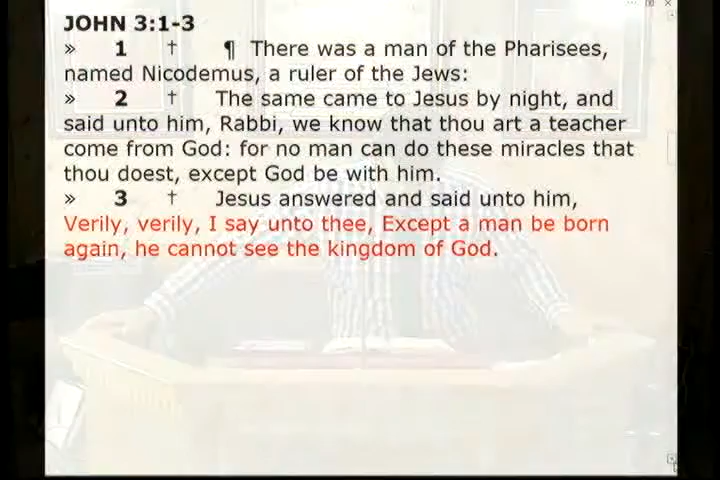 JOHN 3:1-3
» 1 † ¶ There was a man of the Pharisees,
named Nicodemus, a ruler of the Jews:
» 2 † The same came to Jesus by night, and
said unto him, Rabbi, we know that thou art a teacher
come from God: for no man can do these miracles that
thou doest, except God be with him.
» 3 † Jesus answered and said unto him,
Verily, verily, I say unto thee, Except a man be born
again, he cannot see the kingdom of God.